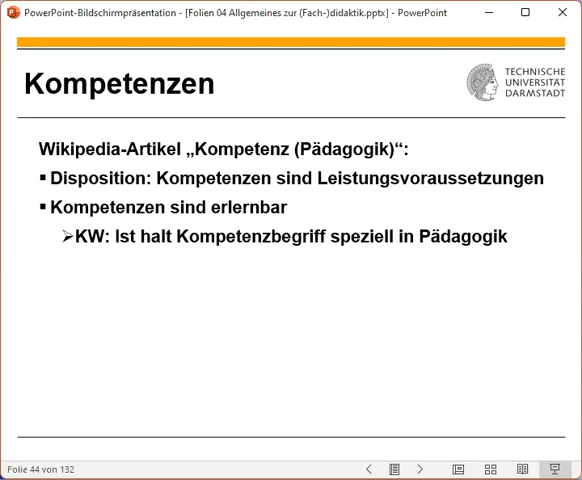 PowerPoint-Bildschirmpräsentation - [Folien 04 Allgemeines zur (Fach-)didaktik.pptx] - PowerPoint
Kompetenzen
TECHNISCHE
UNIVERSITÄT
DARMSTADT
Wikipedia-Artikel „Kompetenz (Pädagogik)“:
▪ Disposition: Kompetenzen sind Leistungsvoraussetzungen
▪ Kompetenzen sind erlernbar
➢KW: Ist halt Kompetenzbegriff speziell in Pädagogik
Folie 44 von 132